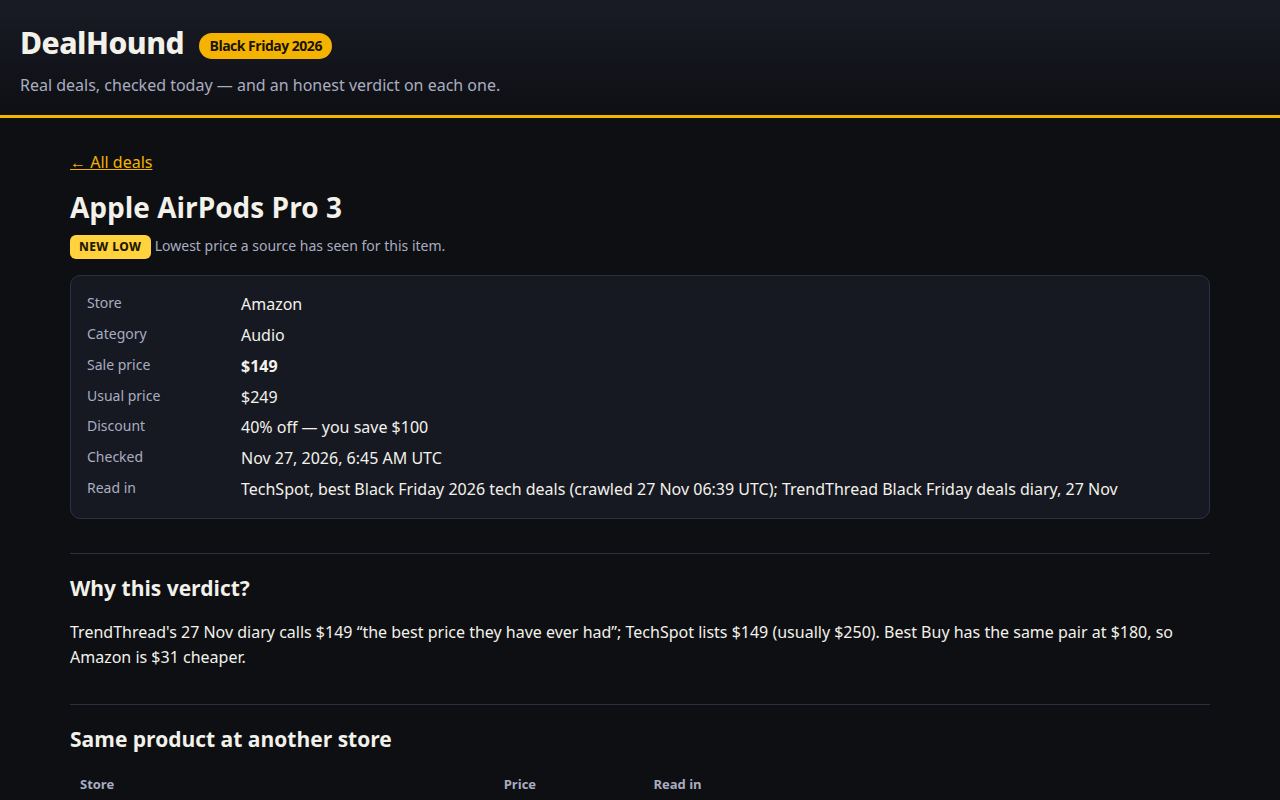 DealHound Black Friday 2026
Real deals, checked today — and an honest verdict on each one.
← All deals
Apple AirPods Pro 3
NEW LOW Lowest price a source has seen for this item.
Store Amazon
Category Audio
Sale price $149
Usual price $249
Discount 40% off — you save $100
Checked Nov 27, 2026, 6:45 AM UTC
Read in TechSpot, best Black Friday 2026 tech deals (crawled 27 Nov 06:39 UTC); TrendThread Black Friday deals diary, 27 Nov
Why this verdict?
TrendThread's 27 Nov diary calls $149 “the best price they have ever had”; TechSpot lists $149 (usually $250). Best Buy has the same pair at $180, so
Amazon is $31 cheaper.
Same product at another store
Store Price Read in